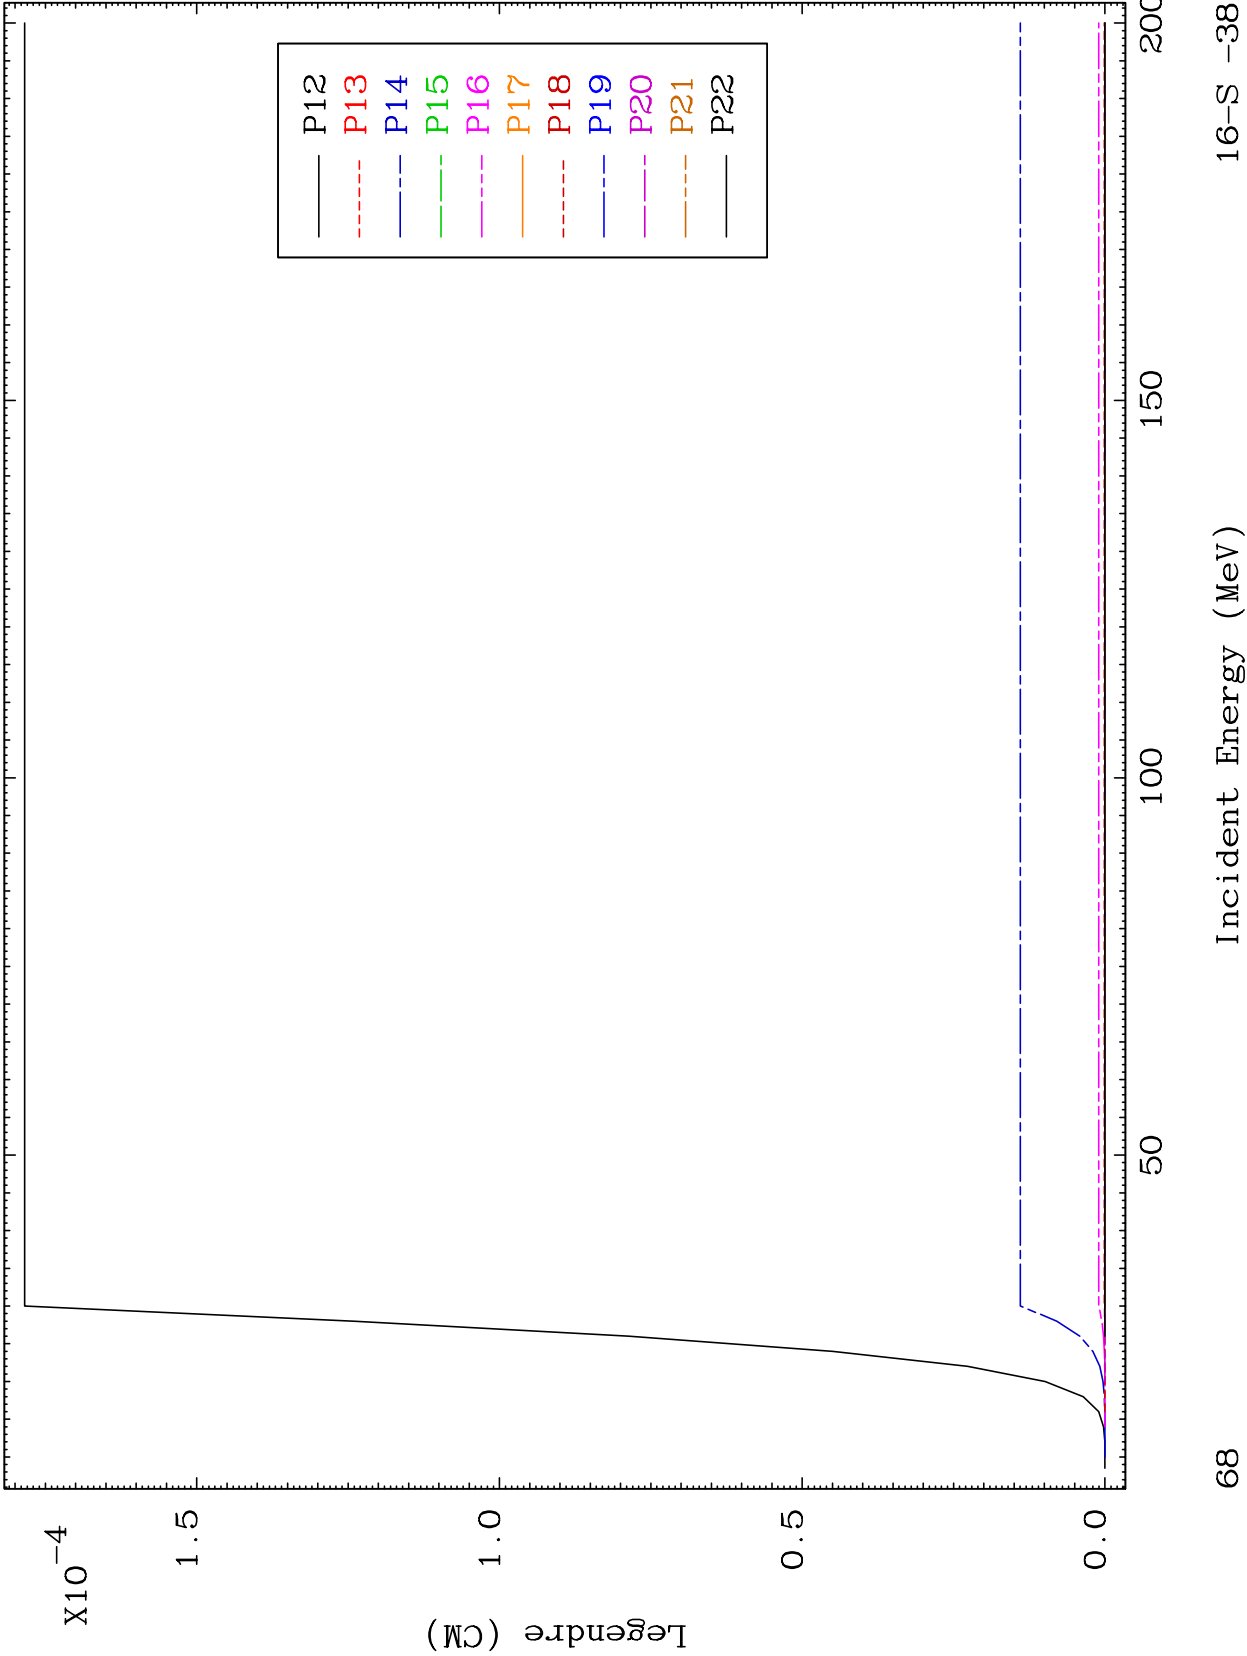 X10-4
1.5
1.0
0.5
0.0
Legendre (CM)
P12
P13
P14
P15
P16
P17
P18
P19
P20
P21
P22
50
100
150
200
Incident Energy (MeV)
68
16-S -38